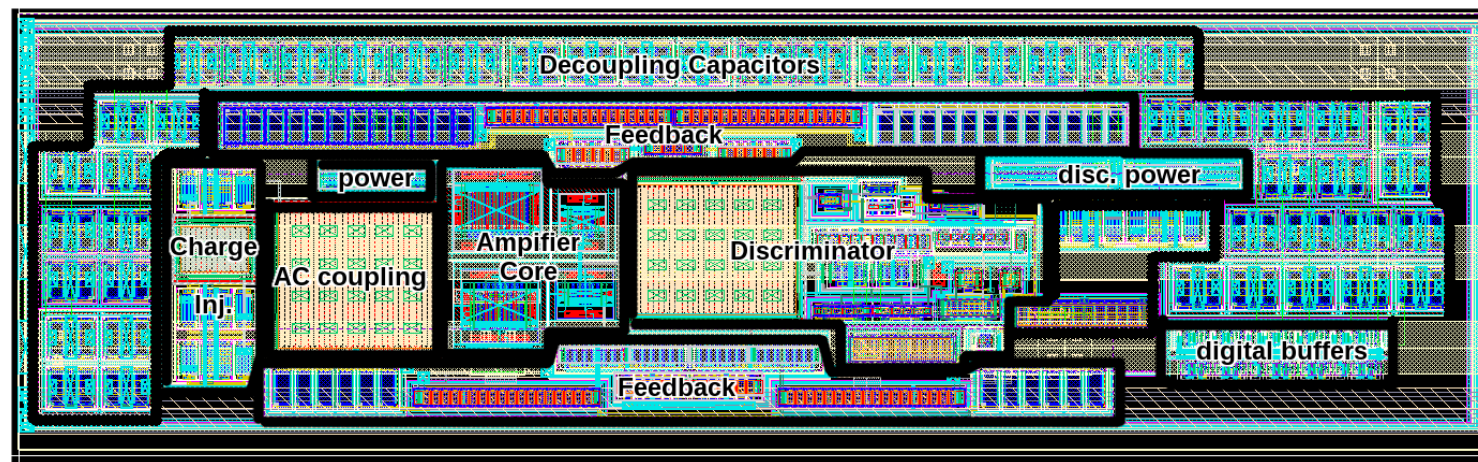 Decoupling Capacitors
Feedback
power
disc. power
Charge
Inj.
AC coupling
Ampifier
Core
Discriminator
digital buffers
Feedback